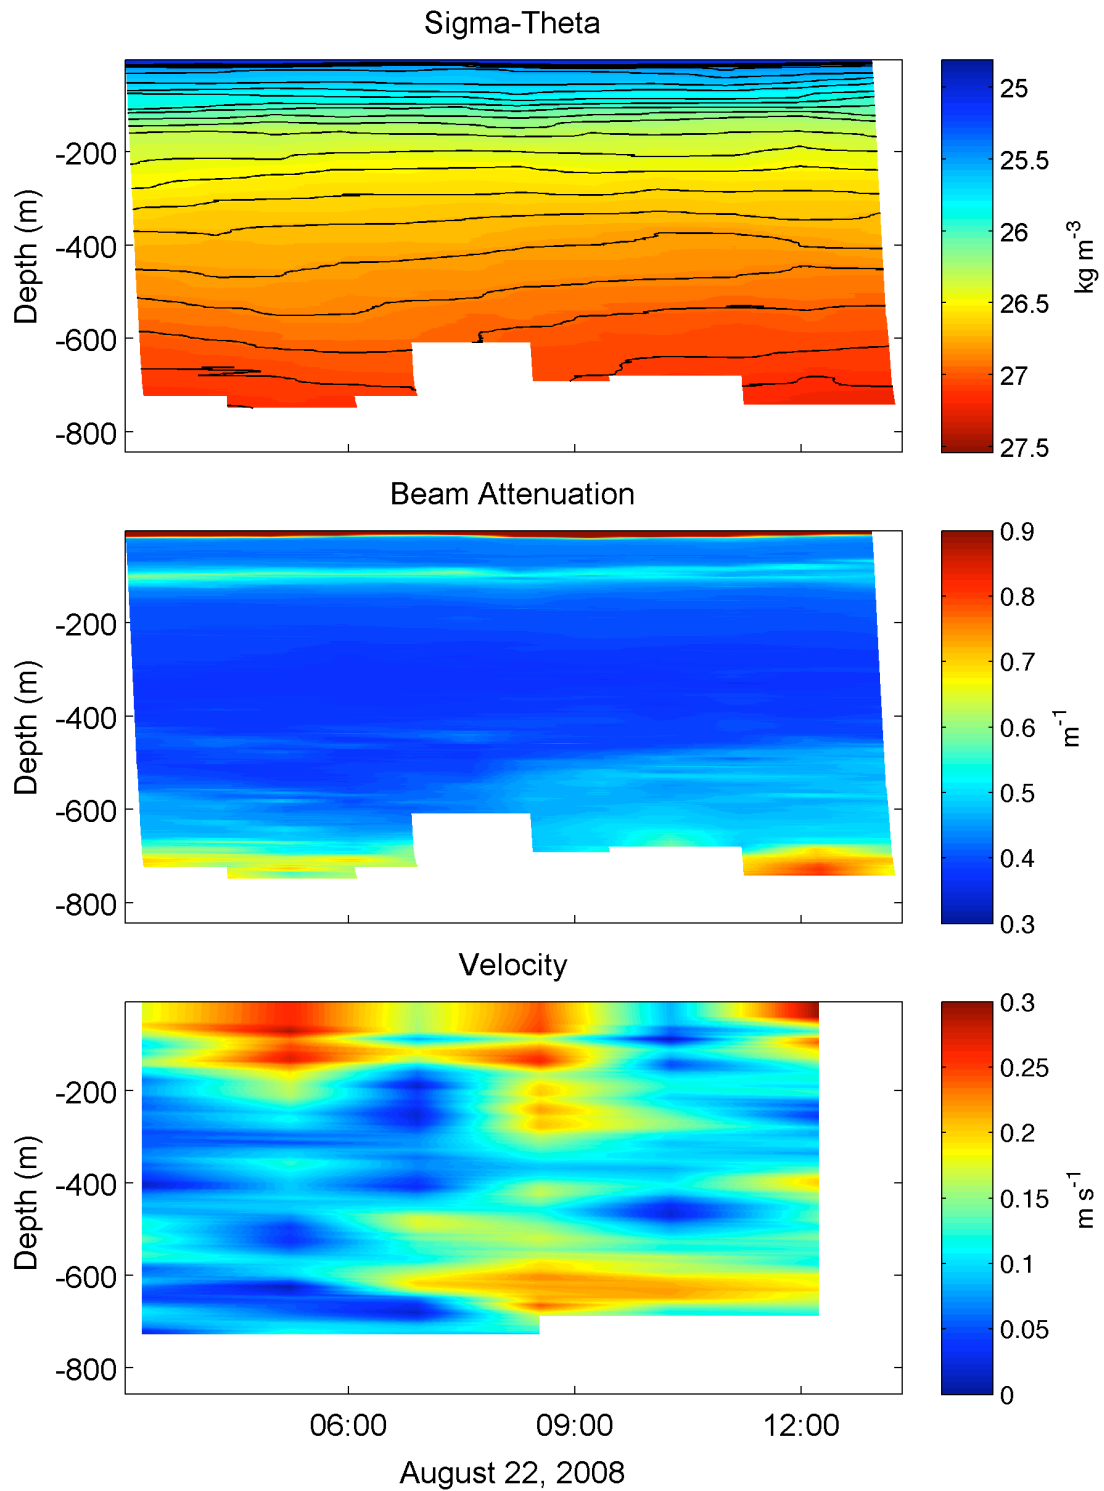 Sigma-Theta
Depth (m)
-200
-400
-600
-800
25
25.5
26
26.5
27
27.5
kg m⁻³
Beam Attenuation
Depth (m)
-200
-400
-600
-800
0.9
0.8
0.7
0.6
0.5
0.4
0.3
m⁻¹
Velocity
Depth (m)
-200
-400
-600
-800
0.3
0.25
0.2
0.15
0.1
0.05
0
m s⁻¹
06:00 09:00 12:00
August 22, 2008